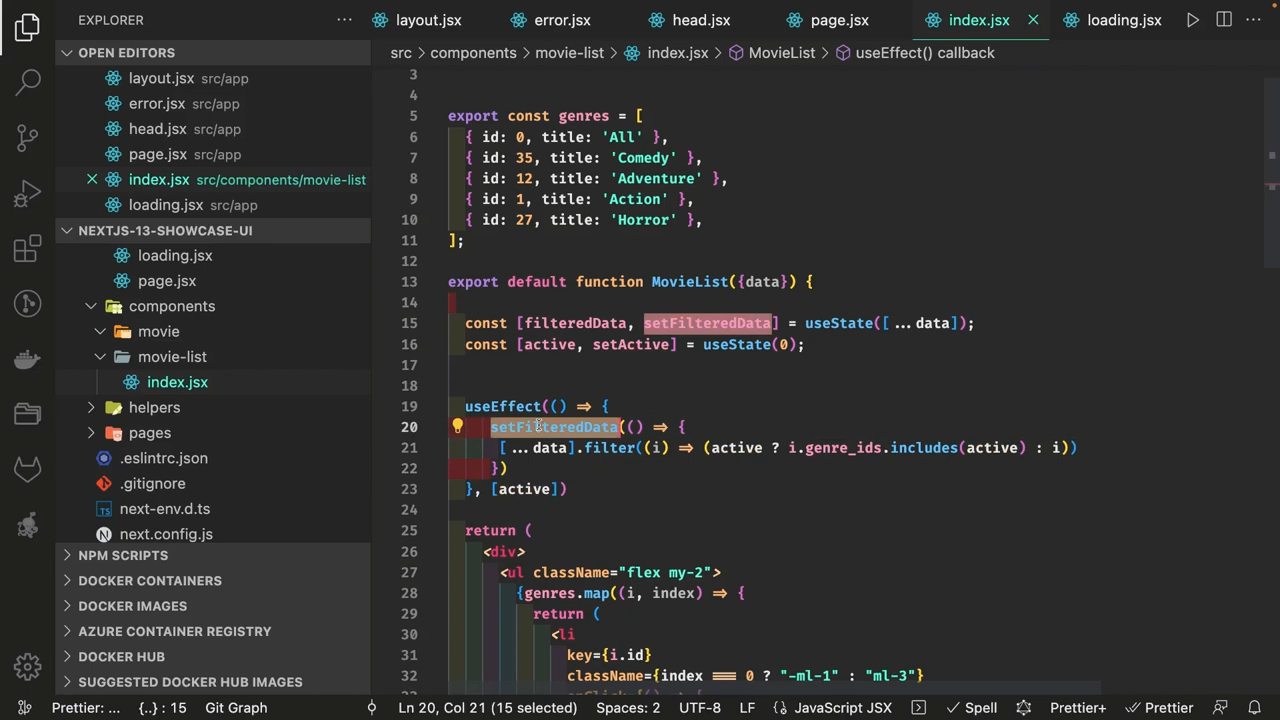 EXPLORER
layout.jsx
error.jsx
head.jsx
page.jsx
index.jsx
loading.jsx
OPEN EDITORS
layout.jsx src/app
error.jsx src/app
head.jsx src/app
page.jsx src/app
index.jsx src/components/movie-list
loading.jsx src/app
NEXTJS-13-SHOWCASE-UI
loading.jsx
page.jsx
components
movie
movie-list
index.jsx
helpers
pages
.eslintrc.json
.gitignore
next-env.d.ts
next.config.js
NPM SCRIPTS
DOCKER CONTAINERS
DOCKER IMAGES
AZURE CONTAINER REGISTRY
DOCKER HUB
SUGGESTED DOCKER HUB IMAGES
src > components > movie-list > index.jsx > MovieList > useEffect() callback
3
4
5 export const genres = [
6 { id: 0, title: 'All' },
7 { id: 35, title: 'Comedy' },
8 { id: 12, title: 'Adventure' },
9 { id: 1, title: 'Action' },
10 { id: 27, title: 'Horror' },
11 ];
12
13 export default function MovieList({data}) {
14
15 const [filteredData, setFilteredData] = useState([...data]);
16 const [active, setActive] = useState(0);
17
18
19 useEffect(() => {
20 setFilteredData(() => {
21 [...data].filter((i) => (active ? i.genre_ids.includes(active) : i))
22 })
23 }, [active])
24
25 return (
26 <div>
27 <ul className="flex my-2">
28 {genres.map((i, index) => {
29 return (
30 <li
31 key={i.id}
32 className={index === 0 ? "-ml-1" : "ml-3"}
Prettier: ... {..} : 15 Git Graph Ln 20, Col 21 (15 selected) Spaces: 2 UTF-8 LF {} JavaScript JSX Spell Prettier+ Prettier